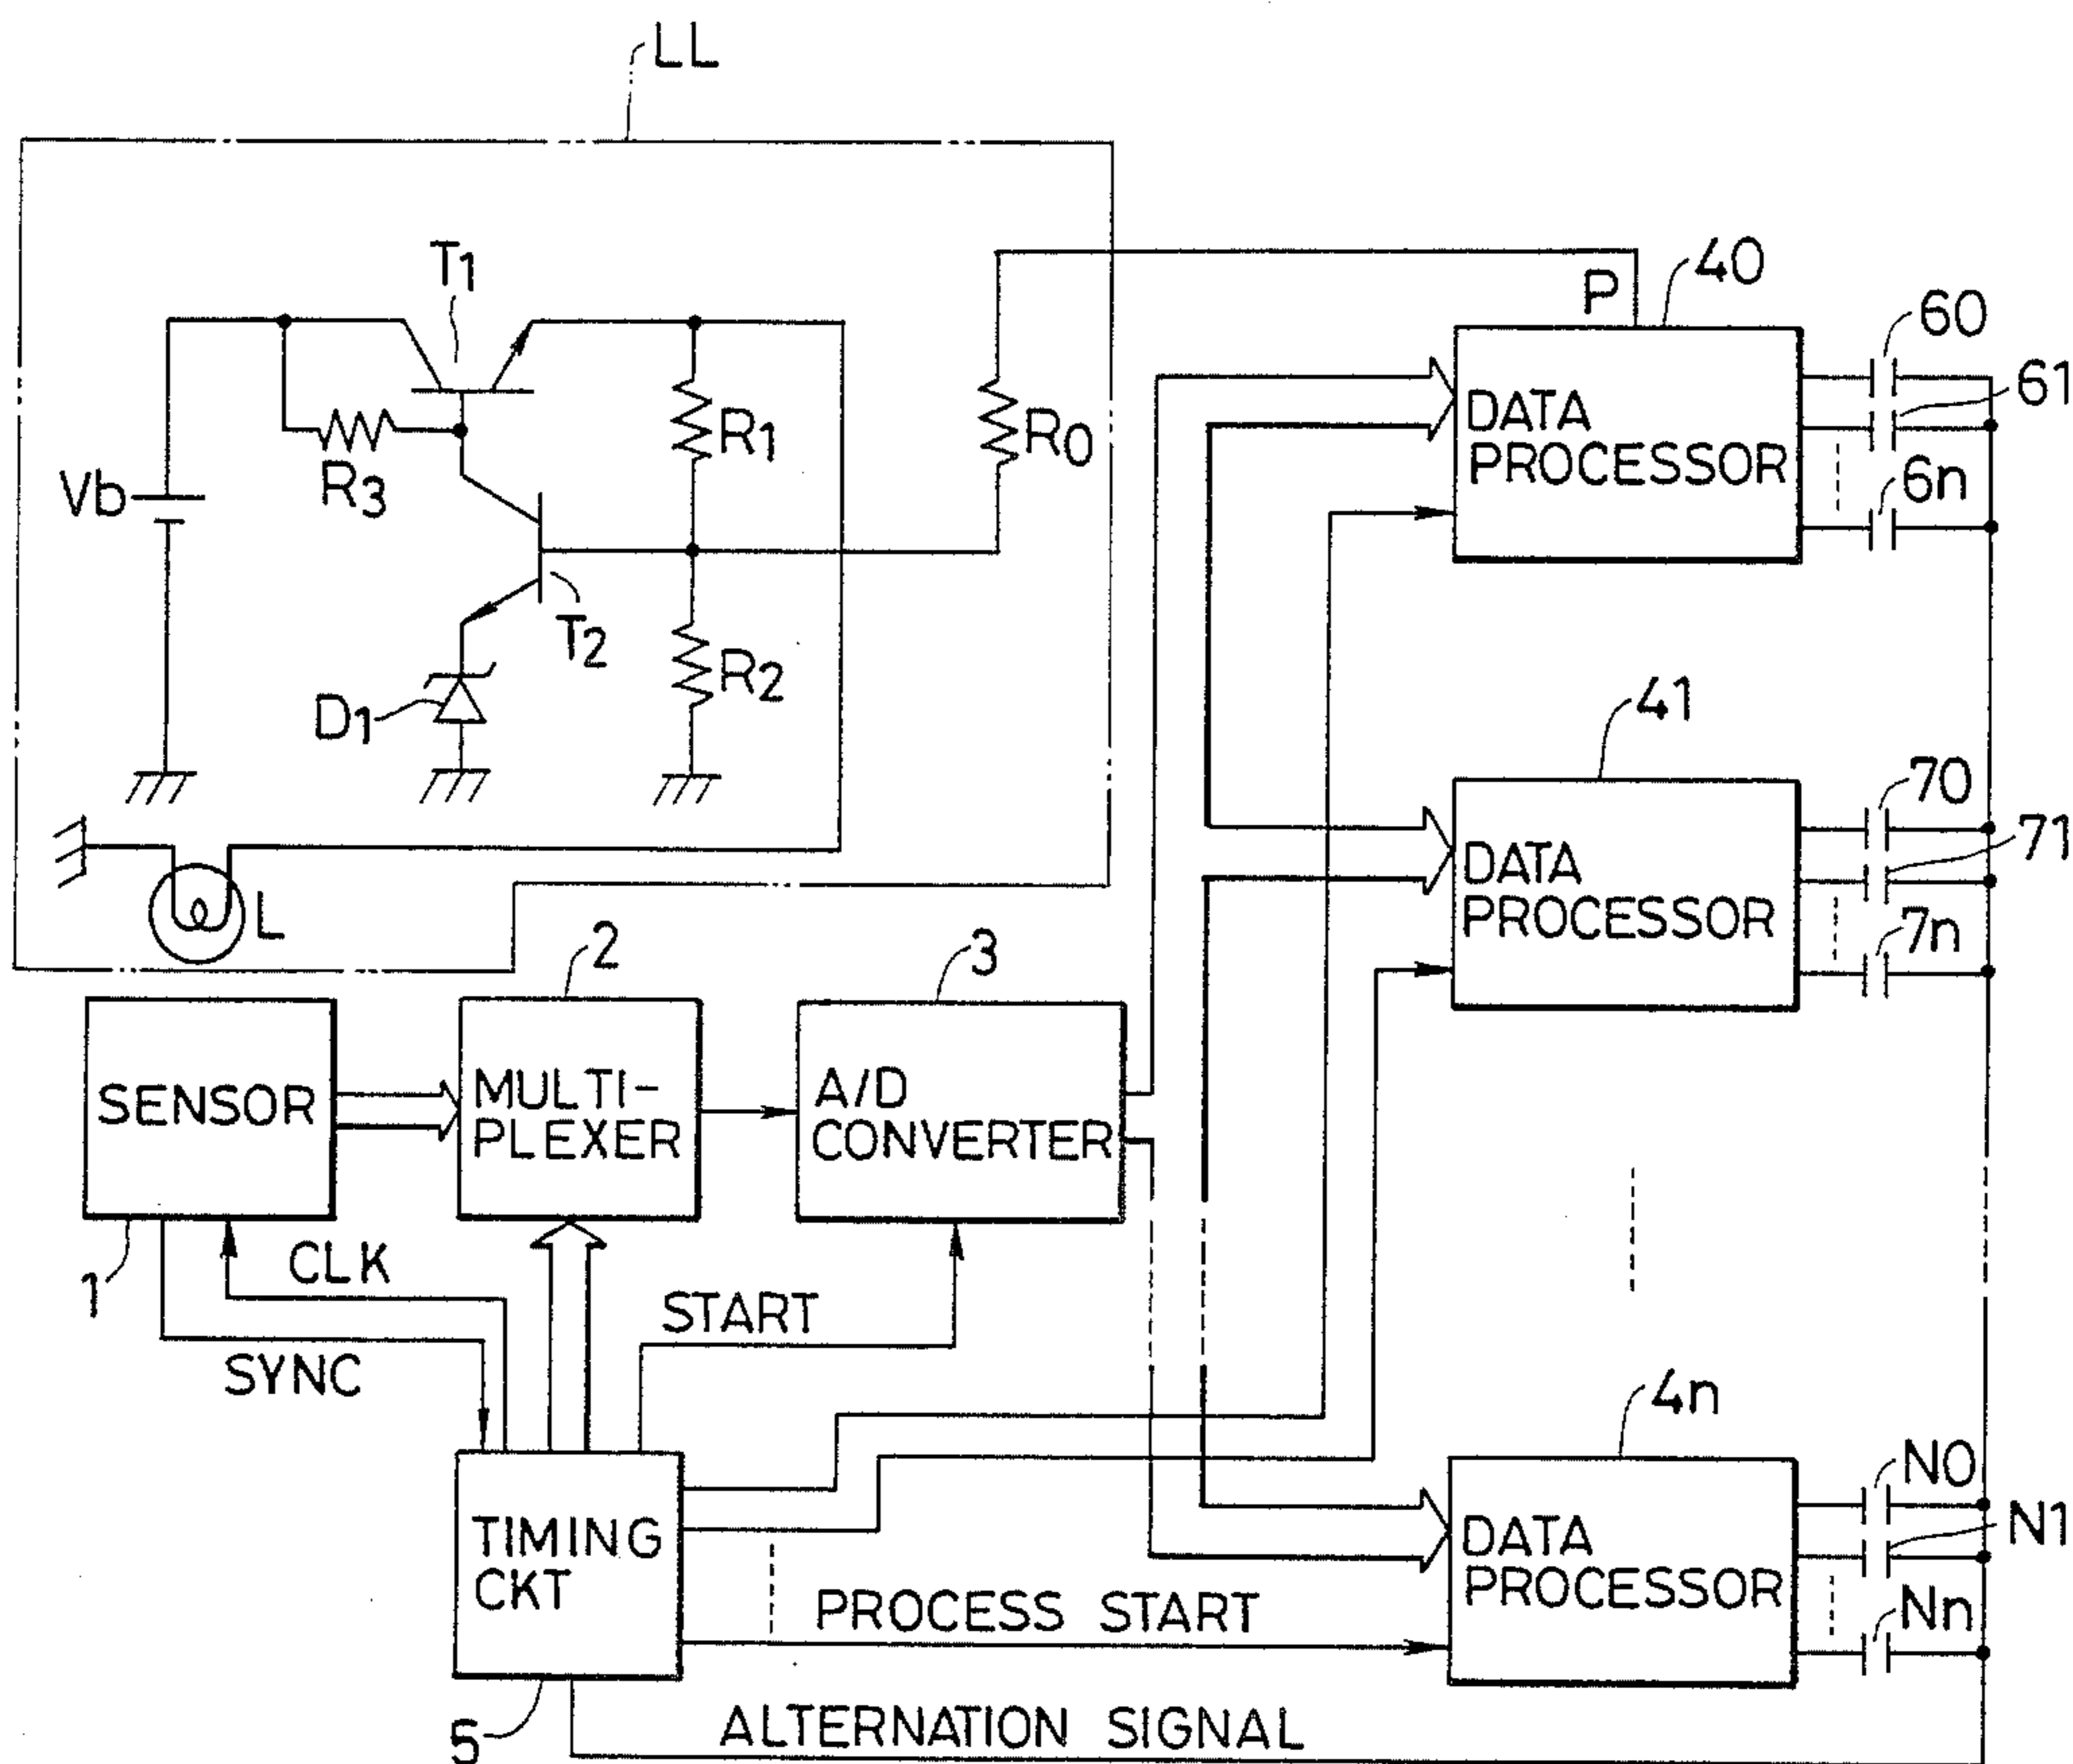 LL
T1
P
40
60
61
6n
R1
R0
R3
Vb
DATA
PROCESSOR
T2
R2
D1
41
70
71
7n
DATA
PROCESSOR
L
2
3
SENSOR
MULTI-
PLEXER
A/D
CONVERTER
1
CLK
START
SYNC
4n
N0
N1
Nn
TIMING
CKT
DATA
PROCESSOR
PROCESS START
5
ALTERNATION SIGNAL